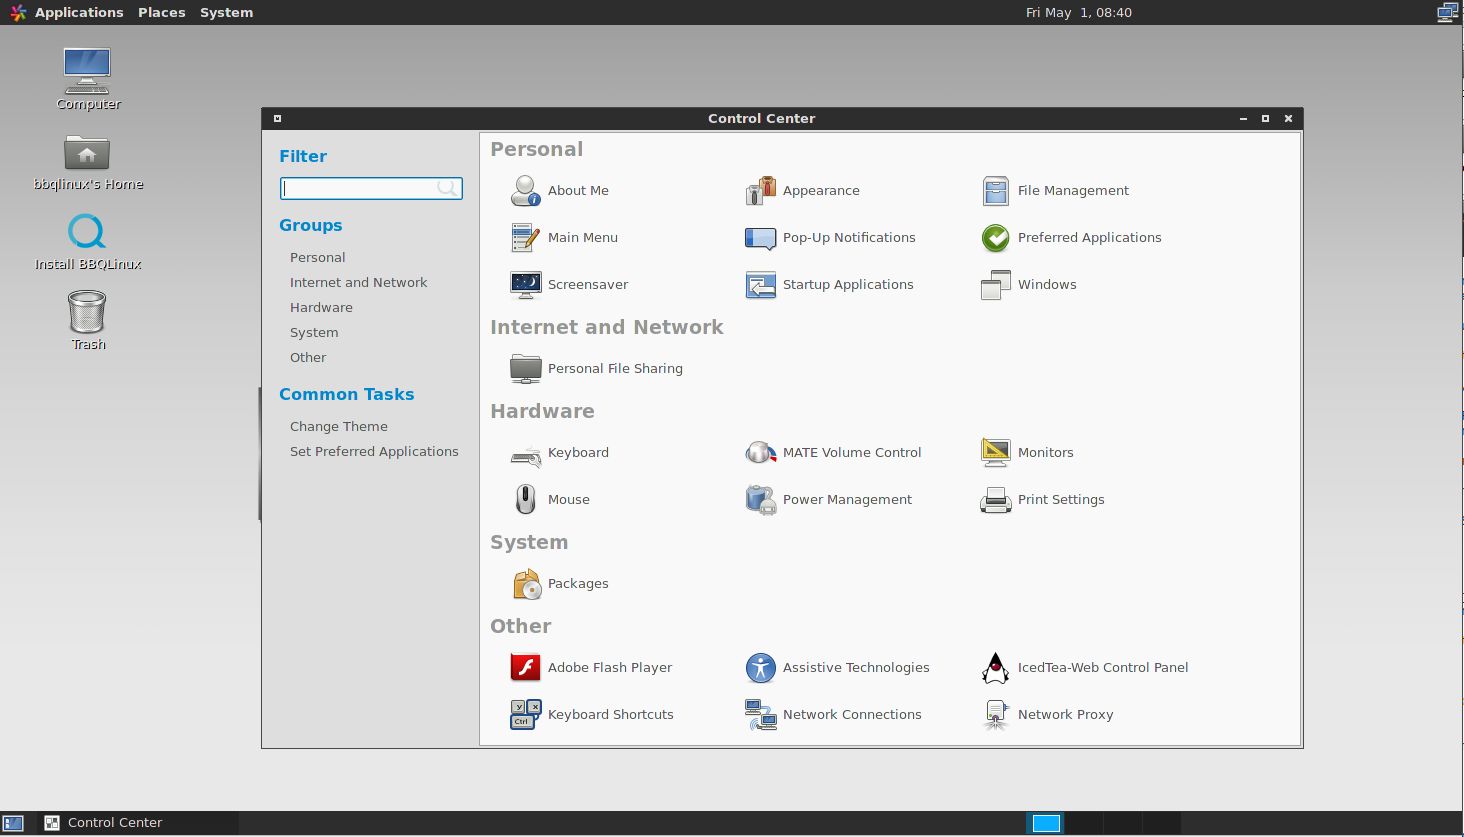 Applications Places System Fri May 1, 08:40
Computer
bbqlinux's Home
Install BBQLinux
Trash
Control Center
Filter
Groups
Personal
Internet and Network
Hardware
System
Other
Common Tasks
Change Theme
Set Preferred Applications
Personal
About Me Appearance File Management
Main Menu Pop-Up Notifications Preferred Applications
Screensaver Startup Applications Windows
Internet and Network
Personal File Sharing
Hardware
Keyboard MATE Volume Control Monitors
Mouse Power Management Print Settings
System
Packages
Other
Adobe Flash Player Assistive Technologies IcedTea-Web Control Panel
Y X
Ctrl
Keyboard Shortcuts Network Connections Network Proxy
Control Center